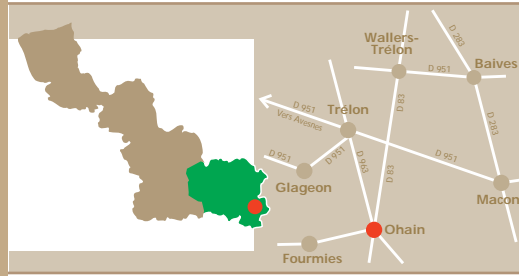 D 283
Wallers-
Trélon
D 951
Baives
D 951
Vers Avesnes
Trélon
D 83
D 283
D 951
D 951
D 963
D 83
D 951
Glageon
Macon
Ohain
Fourmies